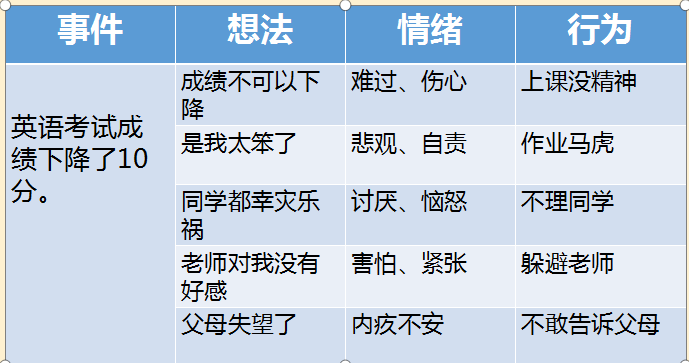 事件 想法 情绪 行为
英语考试成
绩下降了10
分。
成绩不可以下
降
难过、伤心
上课没精神
是我太笨了
悲观、自责
作业马虎
同学都幸灾乐
祸
讨厌、恼怒
不理同学
老师对我没有
好感
害怕、紧张
躲避老师
父母失望了
内疚不安
不敢告诉父母